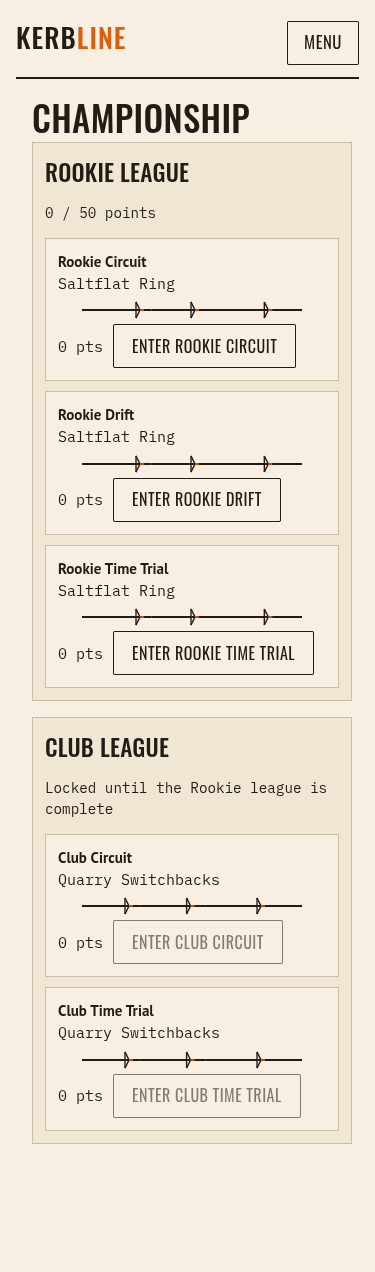 KERBLINE
MENU
CHAMPIONSHIP
ROOKIE LEAGUE
0 / 50 points
Rookie Circuit
Saltflat Ring
0 pts ENTER ROOKIE CIRCUIT
Rookie Drift
Saltflat Ring
0 pts ENTER ROOKIE DRIFT
Rookie Time Trial
Saltflat Ring
0 pts ENTER ROOKIE TIME TRIAL
CLUB LEAGUE
Locked until the Rookie league is
complete
Club Circuit
Quarry Switchbacks
0 pts ENTER CLUB CIRCUIT
Club Time Trial
Quarry Switchbacks
0 pts ENTER CLUB TIME TRIAL